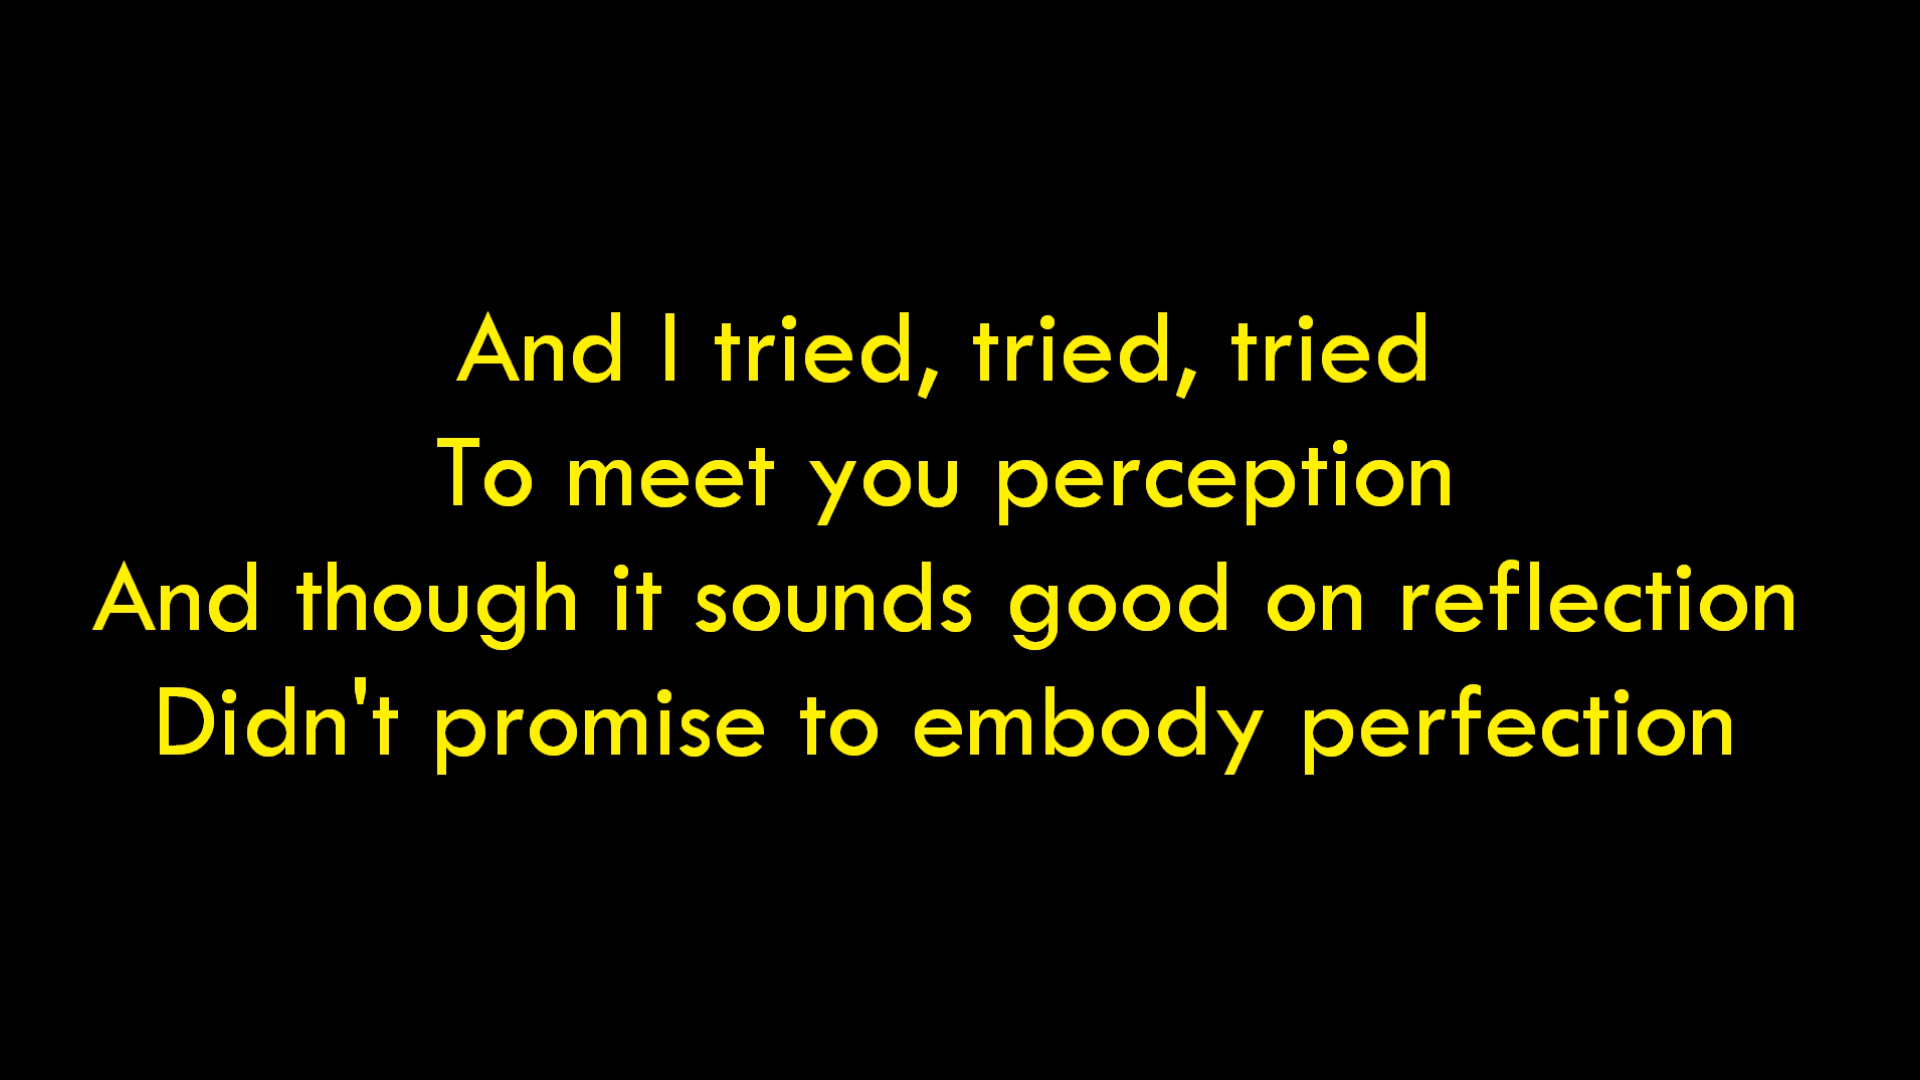 And I tried, tried, tried
To meet you perception
And though it sounds good on reflection
Didn't promise to embody perfection